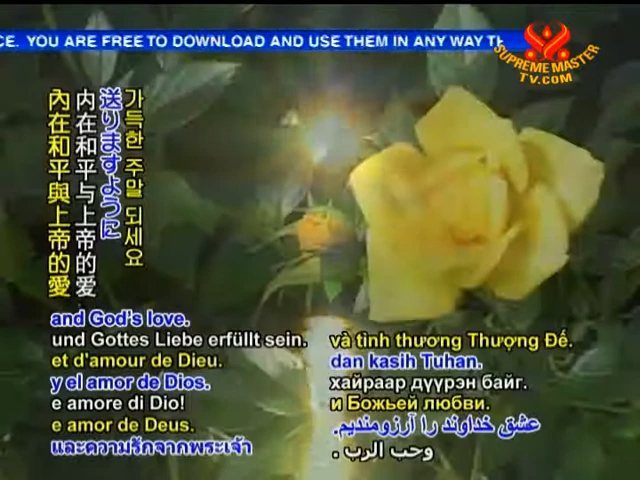 CE. YOU ARE FREE TO DOWNLOAD AND USE THEM IN ANY WAY TH
SUPREME MASTER
TV.COM
가득한 주말 되세요
送りますように
内在和平与上帝的爱
內在和平與上帝的愛
and God's love.
und Gottes Liebe erfüllt sein.
et d'amour de Dieu.
y el amor de Dios.
e amore di Dio!
e amor de Deus.
และความรักจากพระเจ้า
và tình thương Thượng Đế.
dan kasih Tuhan.
хайраар дүүрэн байг.
и Божьей любви.
عشق خداوند را آرزومندیم.
وحب الرب .